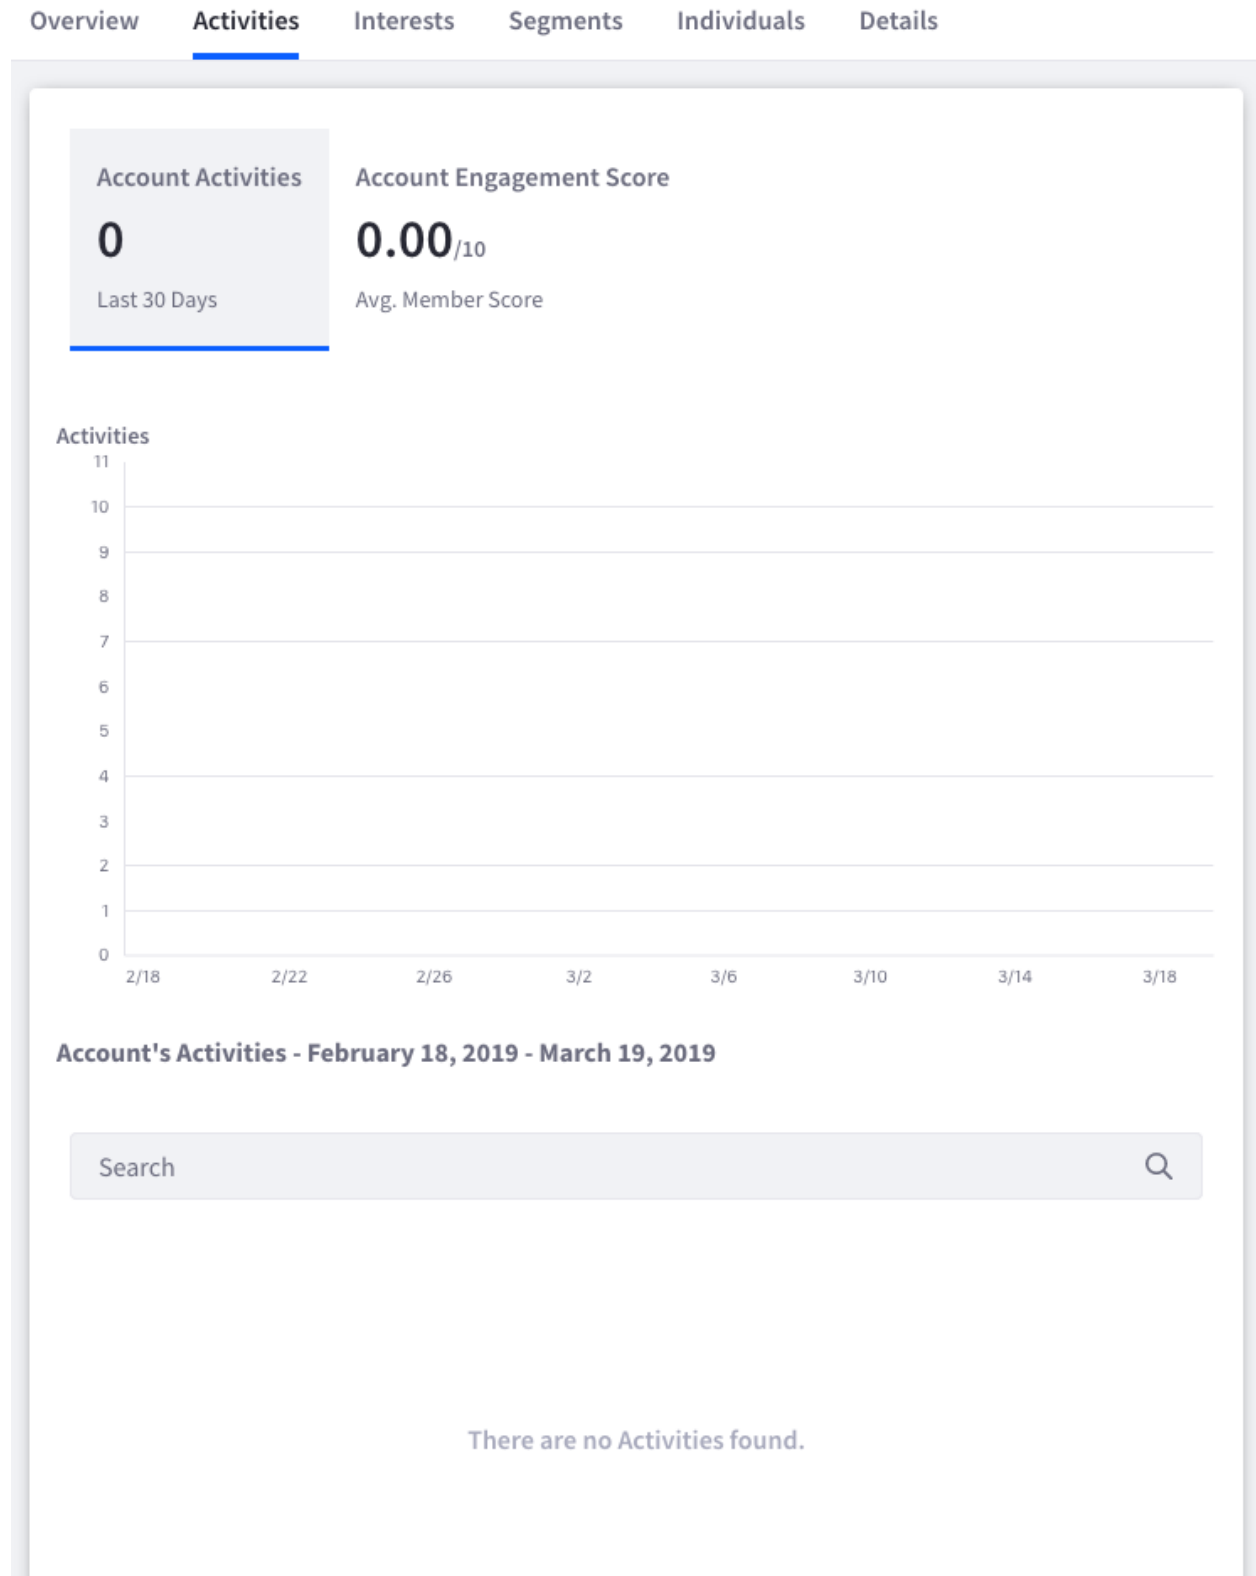 Overview Activities Interests Segments Individuals Details
Account Activities Account Engagement Score
0 0.00/10
Last 30 Days Avg. Member Score
Activities
11
10
9
8
7
6
5
4
3
2
1
0
2/18 2/22 2/26 3/2 3/6 3/10 3/14 3/18
Account's Activities - February 18, 2019 - March 19, 2019
Search
There are no Activities found.